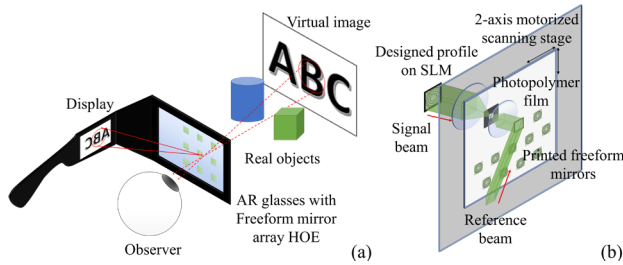 Virtual image
ABC
Display
ABC
Real objects
AR glasses with
Freeform mirror
array HOE
Observer
(a)
2-axis motorized
scanning stage
Designed profile
on SLM
Photopolymer
film
Signal
beam
Printed freeform
mirrors
Reference
beam
(b)